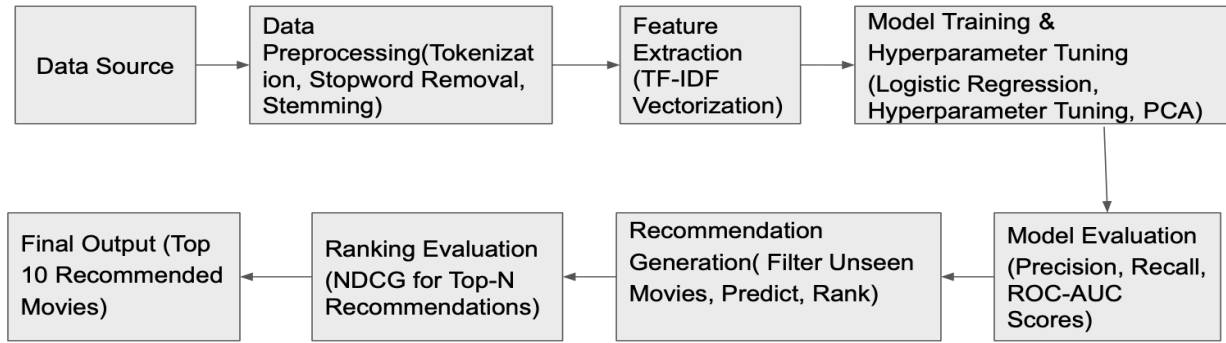 Data Source
Data
Preprocessing(Tokenizat
ion, Stopword Removal,
Stemming)
Feature
Extraction
(TF-IDF
Vectorization)
Model Training &
Hyperparameter Tuning
(Logistic Regression,
Hyperparameter Tuning, PCA)
Model Evaluation
(Precision, Recall,
ROC-AUC
Scores)
Recommendation
Generation( Filter Unseen
Movies, Predict, Rank)
Ranking Evaluation
(NDCG for Top-N
Recommendations)
Final Output (Top
10 Recommended
Movies)